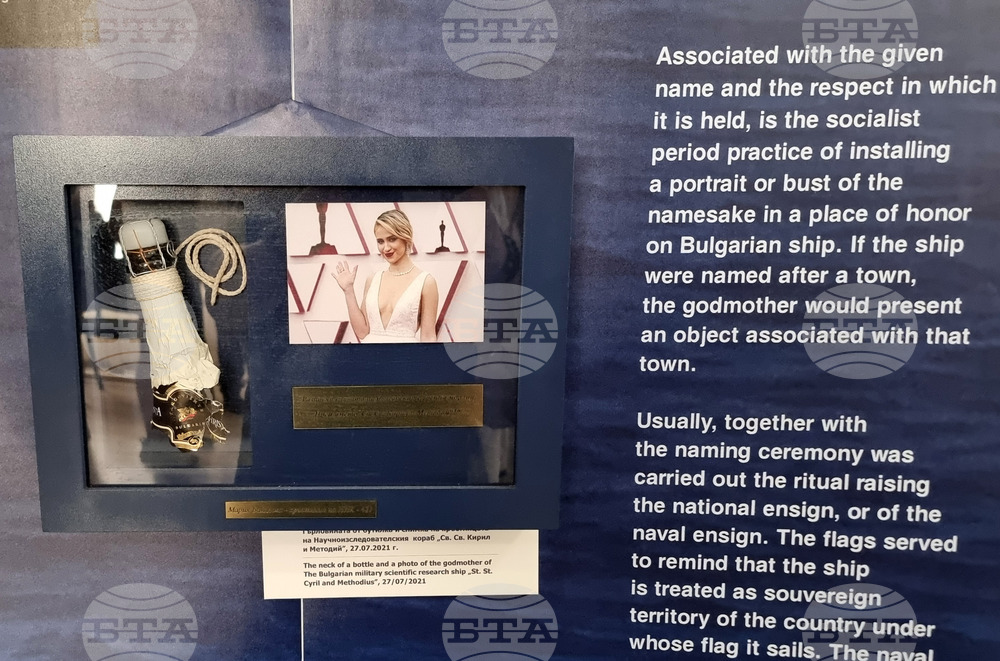 Associated with the given
name and the respect in which
it is held, is the socialist
period practice of installing
a portrait or bust of the
namesake in a place of honor
on Bulgarian ship. If the ship
were named after a town,
the godmother would present
an object associated with that
town.
Usually, together with
the naming ceremony was
carried out the ritual raising
the national ensign, or of the
naval ensign. The flags served
to remind that the ship
is treated as souvereign
territory of the country under
whose flag it sails. The naval
на Научноизследователския кораб „Св. Св. Кирил
и Методий", 27.07.2021 г.
The neck of a bottle and a photo of the godmother of
The Bulgarian military scientific research ship „St. St.
Cyril and Methodius", 27/07/2021
БТА
BTA